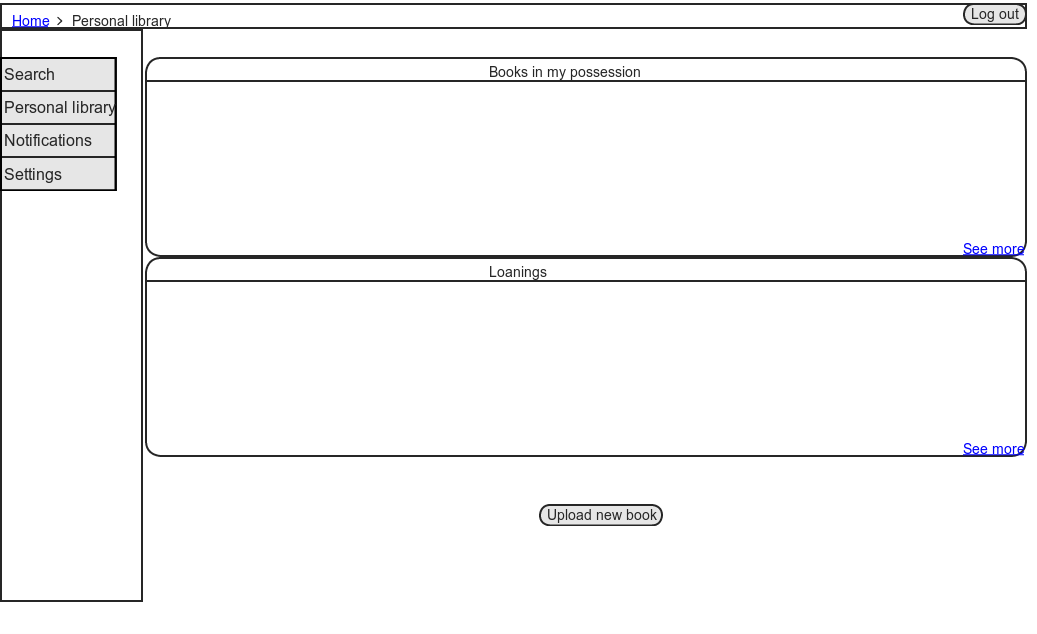 Home > Personal library
Log out
Search
Personal library
Notifications
Settings
Books in my possession
See more
Loanings
See more
Upload new book